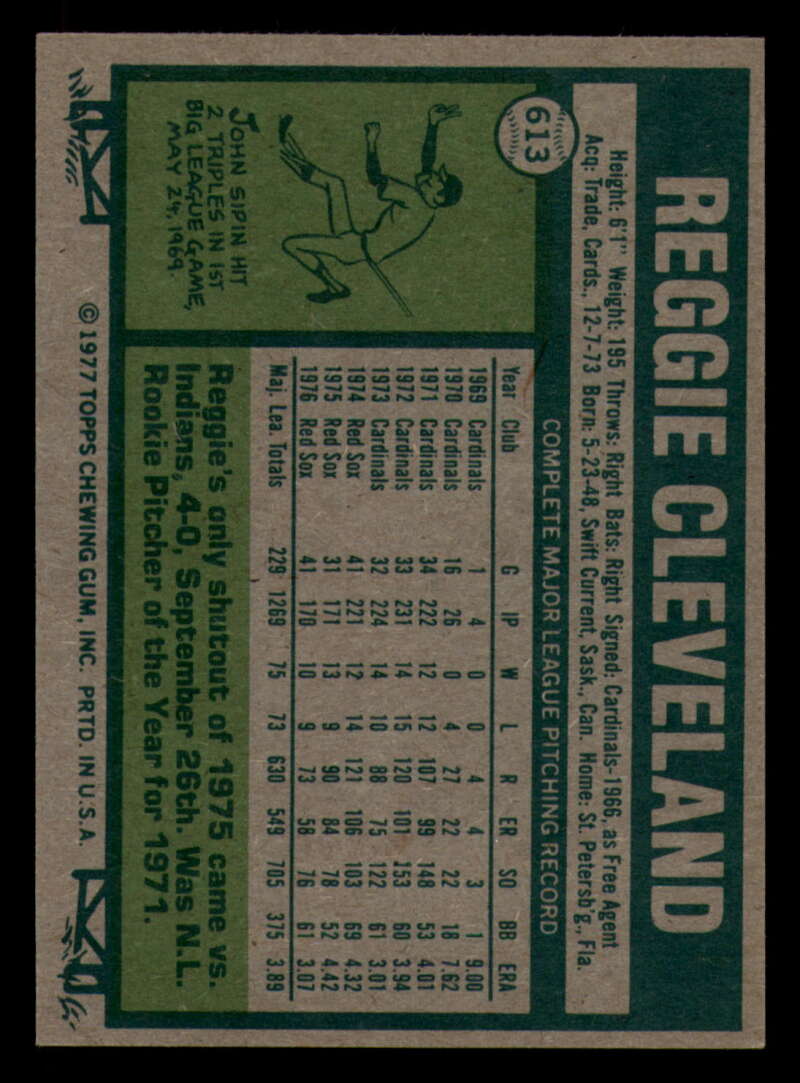 613
REGGIE CLEVELAND
Height: 6'1" Weight: 195 Throws: Right Bats: Right Signed: Cardinals-1966, as Free Agent
Acq: Trade, Cards., 12-7-73 Born: 5-23-48, Swift Current, Sask., Can. Home: St. Petersb'g., Fla.
COMPLETE MAJOR LEAGUE PITCHING RECORD
Year Club G IP W L R ER SO BB ERA
1969 Cardinals 1 4 0 0 4 4 3 1 9.00
1970 Cardinals 16 26 0 4 27 22 22 18 7.62
1971 Cardinals 34 222 12 12 107 99 148 53 4.01
1972 Cardinals 33 231 14 15 120 101 153 60 3.94
1973 Cardinals 32 224 14 10 88 75 122 61 3.01
1974 Red Sox 41 221 12 14 121 106 103 69 4.32
1975 Red Sox 31 171 13 9 90 84 78 52 4.42
1976 Red Sox 41 170 10 9 73 58 76 61 3.07
Maj. Lea. Totals 229 1269 75 73 630 549 705 375 3.89
JOHN SIPIN HIT
2 TRIPLES IN 1ST
BIG LEAGUE GAME,
MAY 24, 1969.
Reggie's only shutout of 1975 came vs.
Indians, 4-0, September 26th. Was N.L.
Rookie Pitcher of the Year for 1971.
© 1977 TOPPS CHEWING GUM, INC. PRTD. IN U.S.A.